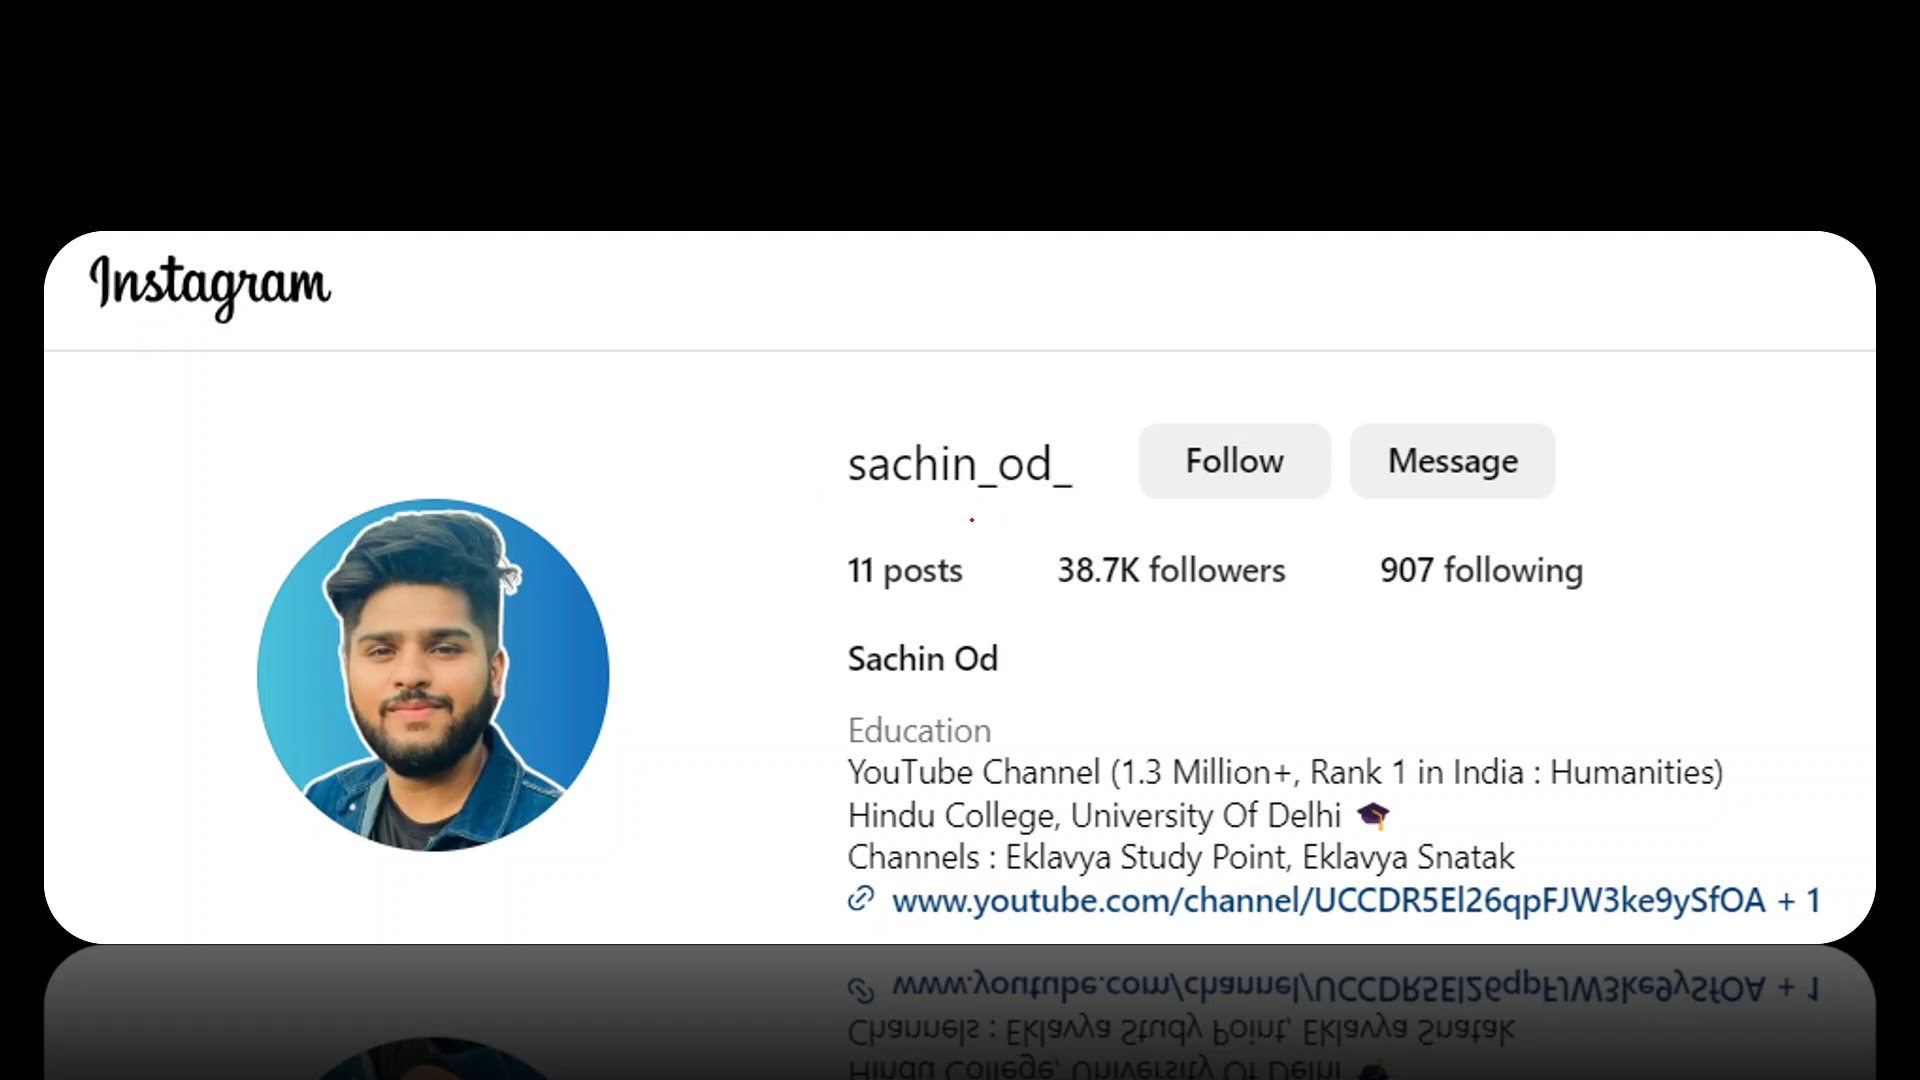 Instagram
sachin_od_ Follow Message
11 posts 38.7K followers 907 following
Sachin Od
Education
YouTube Channel (1.3 Million+, Rank 1 in India : Humanities)
Hindu College, University Of Delhi 🎓
Channels : Eklavya Study Point, Eklavya Snatak
www.youtube.com/channel/UCCDR5El26qpFJW3ke9ySfOA + 1